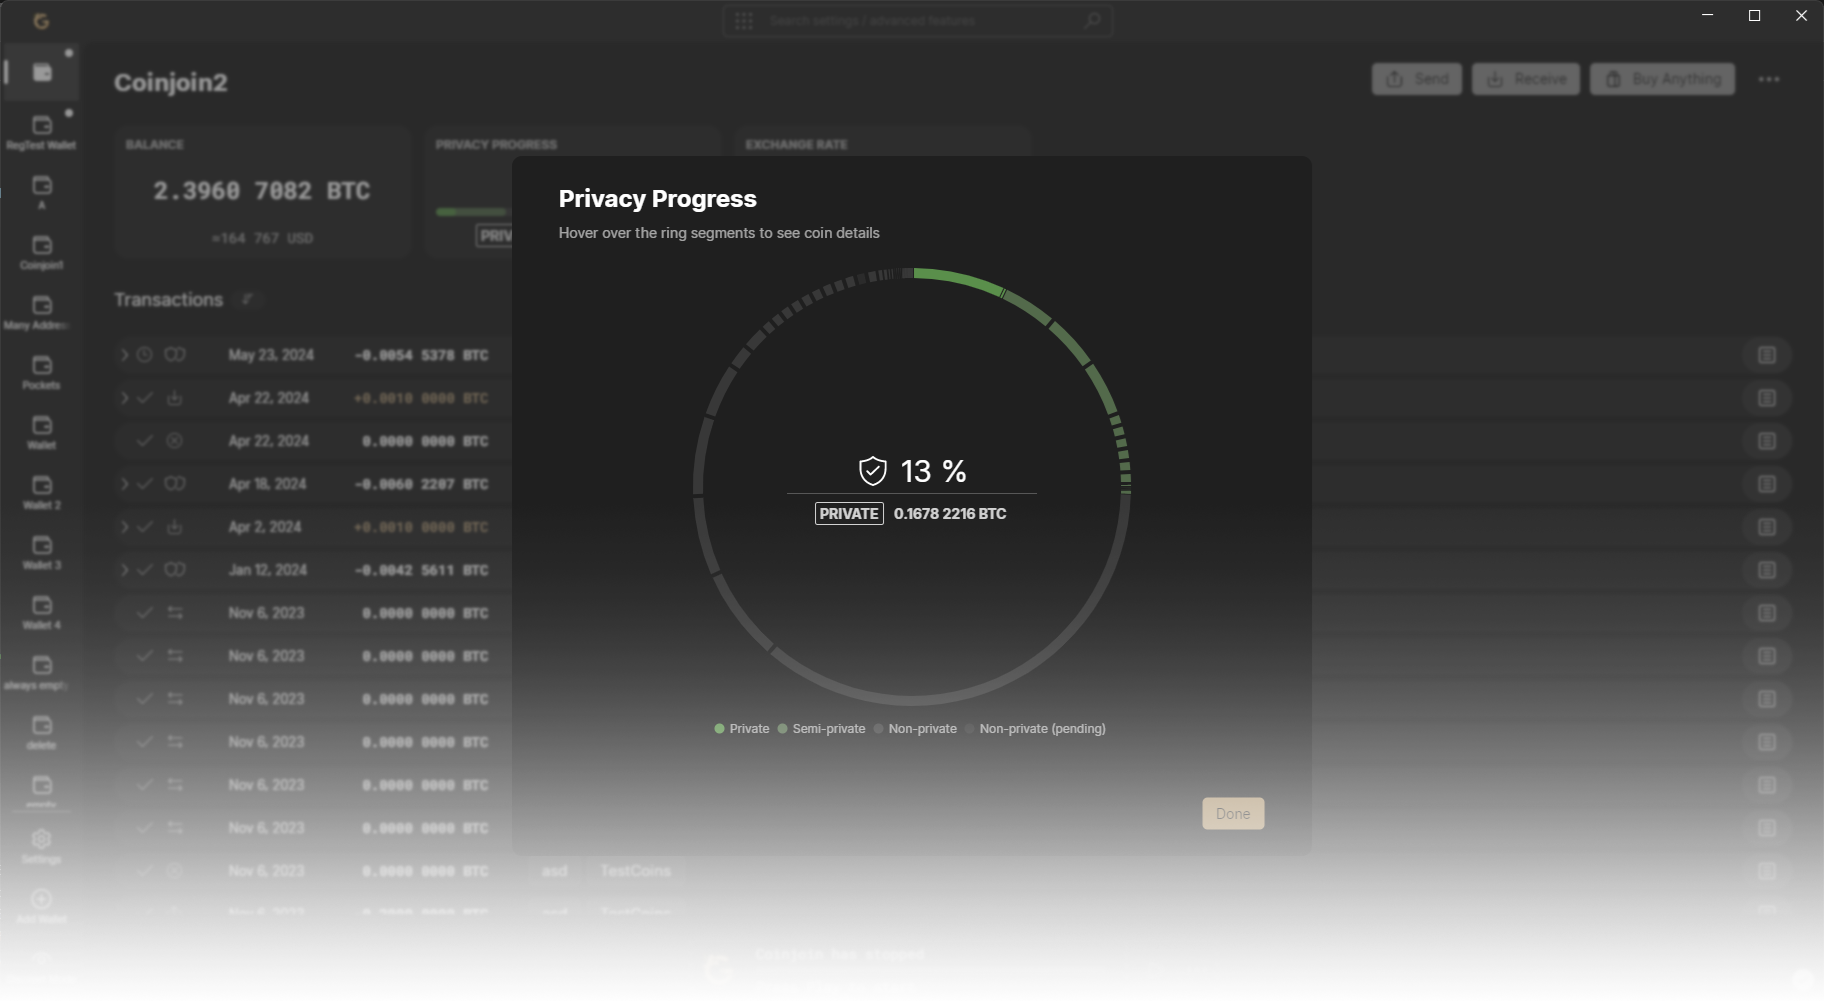 Search settings / advanced features
Coinjoin2
Send
Receive
Buy Anything
RegTest Wallet
A
Coinjoin1
Many Addre
Pockets
Wallet
Wallet 2
Wallet 3
Wallet 4
always empt
delete
Settings
Add Wallet
BALANCE
2.3960 7082 BTC
≈164 767 USD
PRIVACY PROGRESS
PRIV
EXCHANGE RATE
Transactions
May 23, 2024 -0.0054 5378 BTC
Apr 22, 2024 +0.0010 0000 BTC
Apr 22, 2024 0.0000 0000 BTC
Apr 18, 2024 -0.0060 2207 BTC
Apr 2, 2024 +0.0010 0000 BTC
Jan 12, 2024 -0.0042 5611 BTC
Nov 6, 2023 0.0000 0000 BTC
Nov 6, 2023 0.0000 0000 BTC
Nov 6, 2023 0.0000 0000 BTC
Nov 6, 2023 0.0000 0000 BTC
Nov 6, 2023 0.0000 0000 BTC
Nov 6, 2023 0.0000 0000 BTC
Nov 6, 2023 0.0000 0000 BTC asd TestCoins
Privacy Progress
Hover over the ring segments to see coin details
13 %
PRIVATE 0.1678 2216 BTC
Private Semi-private Non-private Non-private (pending)
Done